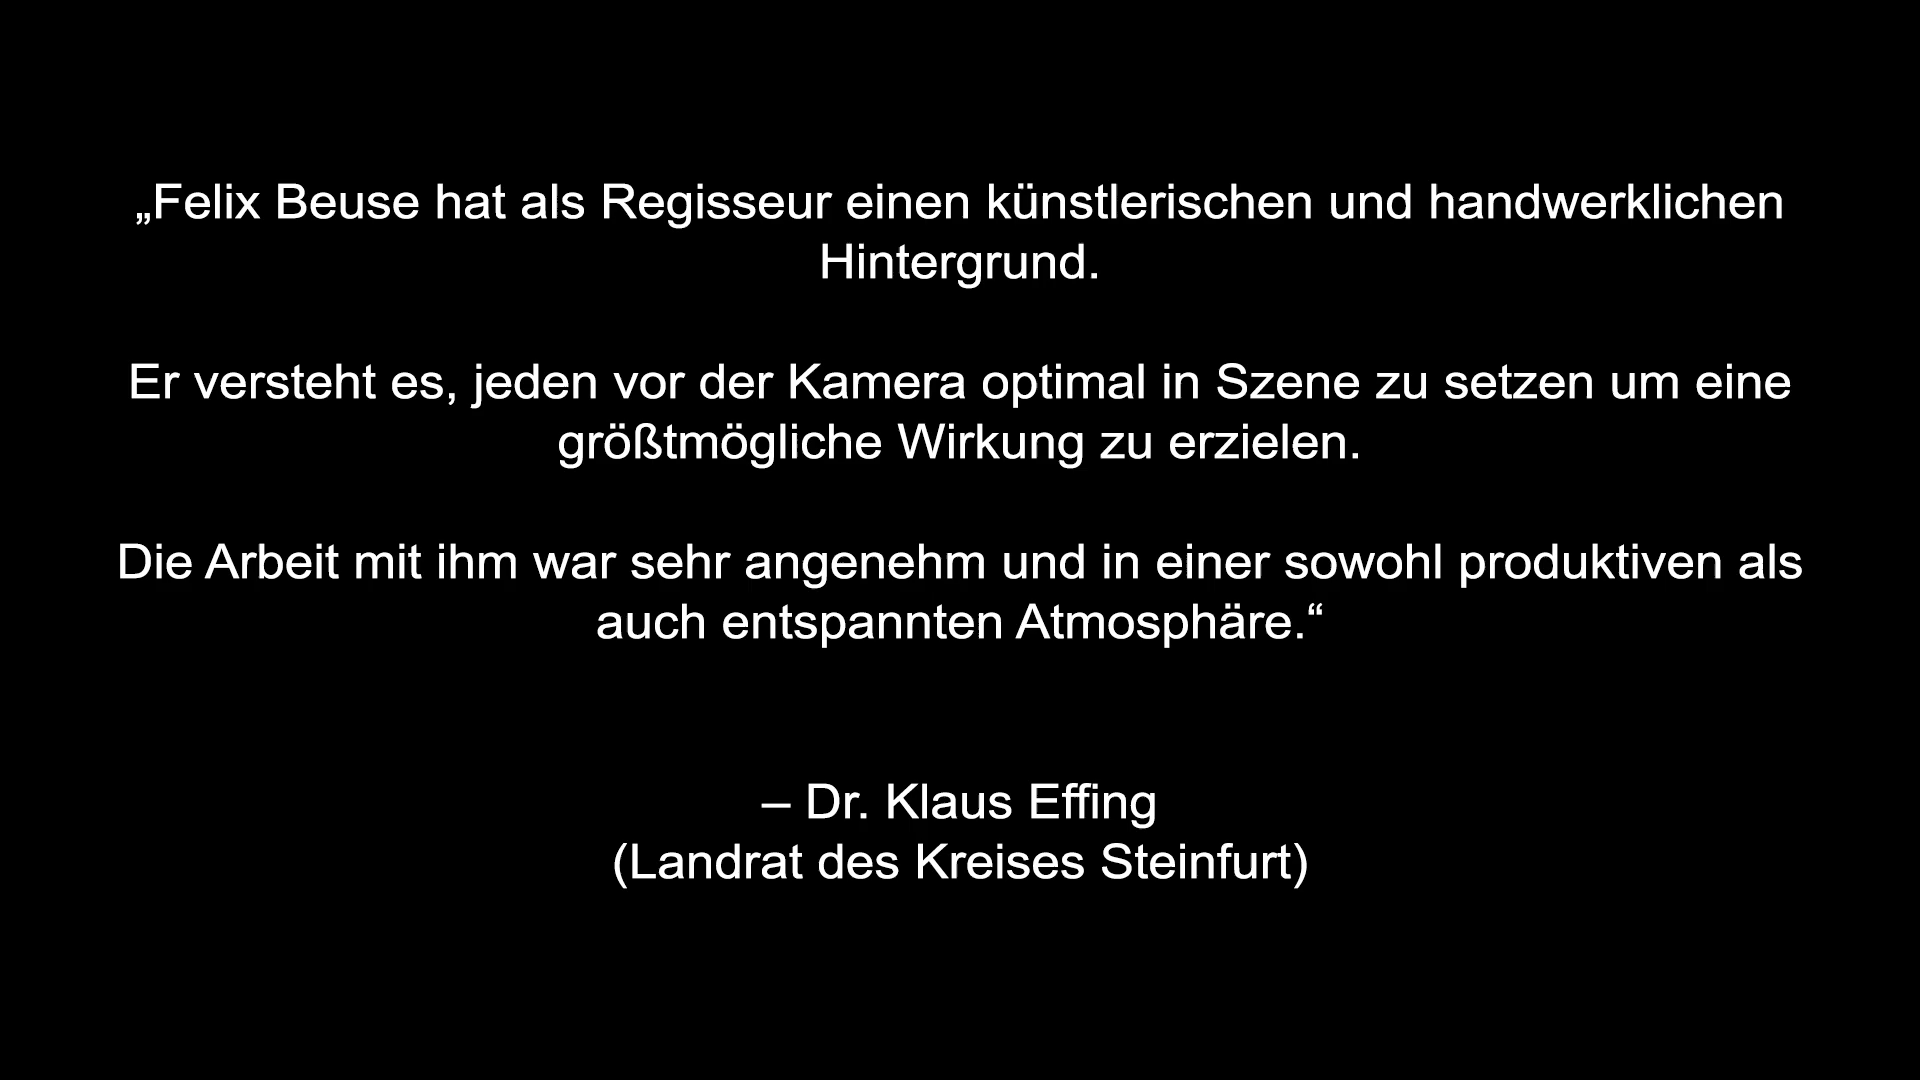 „Felix Beuse hat als Regisseur einen künstlerischen und handwerklichen
Hintergrund.
Er versteht es, jeden vor der Kamera optimal in Szene zu setzen um eine
größtmögliche Wirkung zu erzielen.
Die Arbeit mit ihm war sehr angenehm und in einer sowohl produktiven als
auch entspannten Atmosphäre.“
– Dr. Klaus Effing
(Landrat des Kreises Steinfurt)